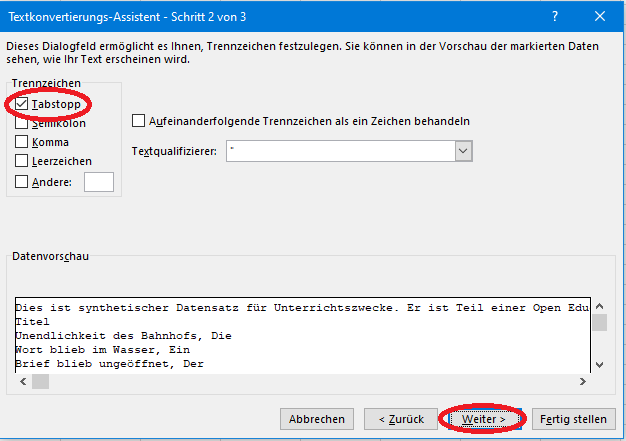 Textkonvertierungs-Assistent - Schritt 2 von 3
Dieses Dialogfeld ermöglicht es Ihnen, Trennzeichen festzulegen. Sie können in der Vorschau der markierten Daten
sehen, wie Ihr Text erscheinen wird.
Trennzeichen
Tabstopp
Semikolon
Komma
Leerzeichen
Andere:
Aufeinanderfolgende Trennzeichen als ein Zeichen behandeln
Textqualifizierer: "
Datenvorschau
Dies ist synthetischer Datensatz für Unterrichtszwecke. Er ist Teil einer Open Edu
Titel
Unendlichkeit des Bahnhofs, Die
Wort blieb im Wasser, Ein
Brief blieb ungeöffnet, Der
Abbrechen < Zurück Weiter > Fertig stellen